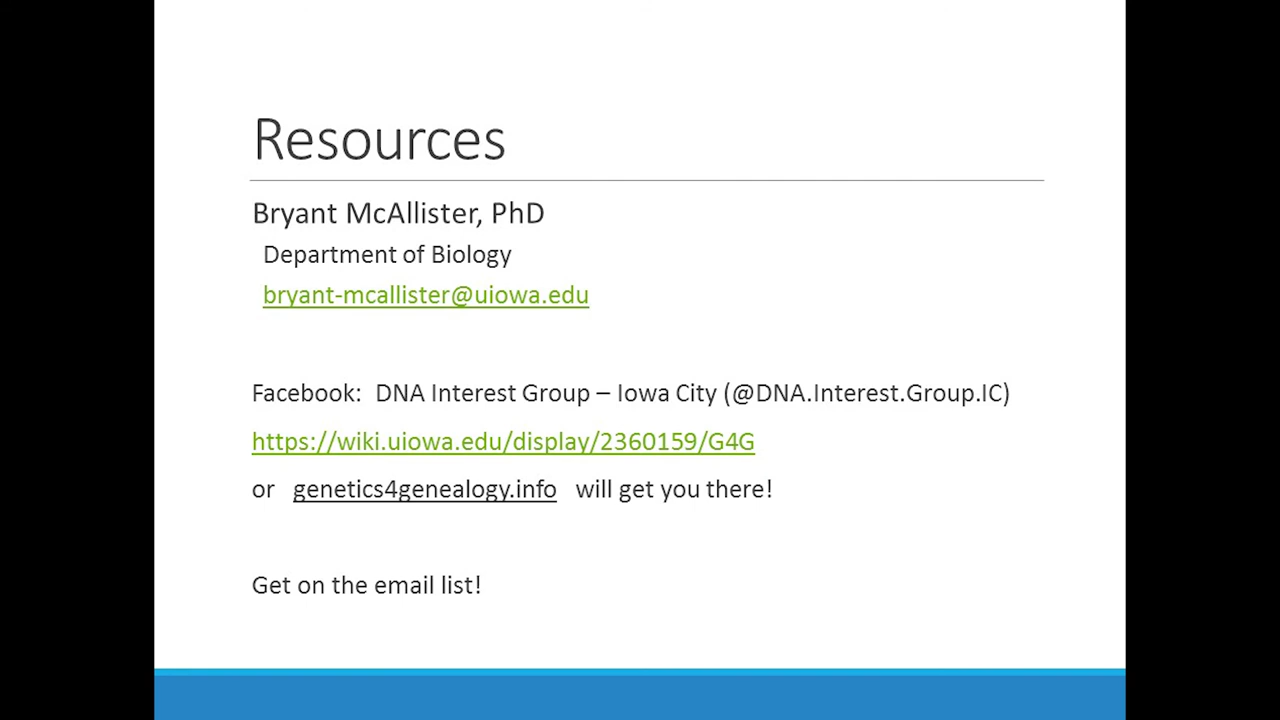 Resources
Bryant McAllister, PhD
Department of Biology
bryant-mcallister@uiowa.edu
Facebook:  DNA Interest Group – Iowa City (@DNA.Interest.Group.IC)
https://wiki.uiowa.edu/display/2360159/G4G
or genetics4genealogy.info will get you there!
Get on the email list!